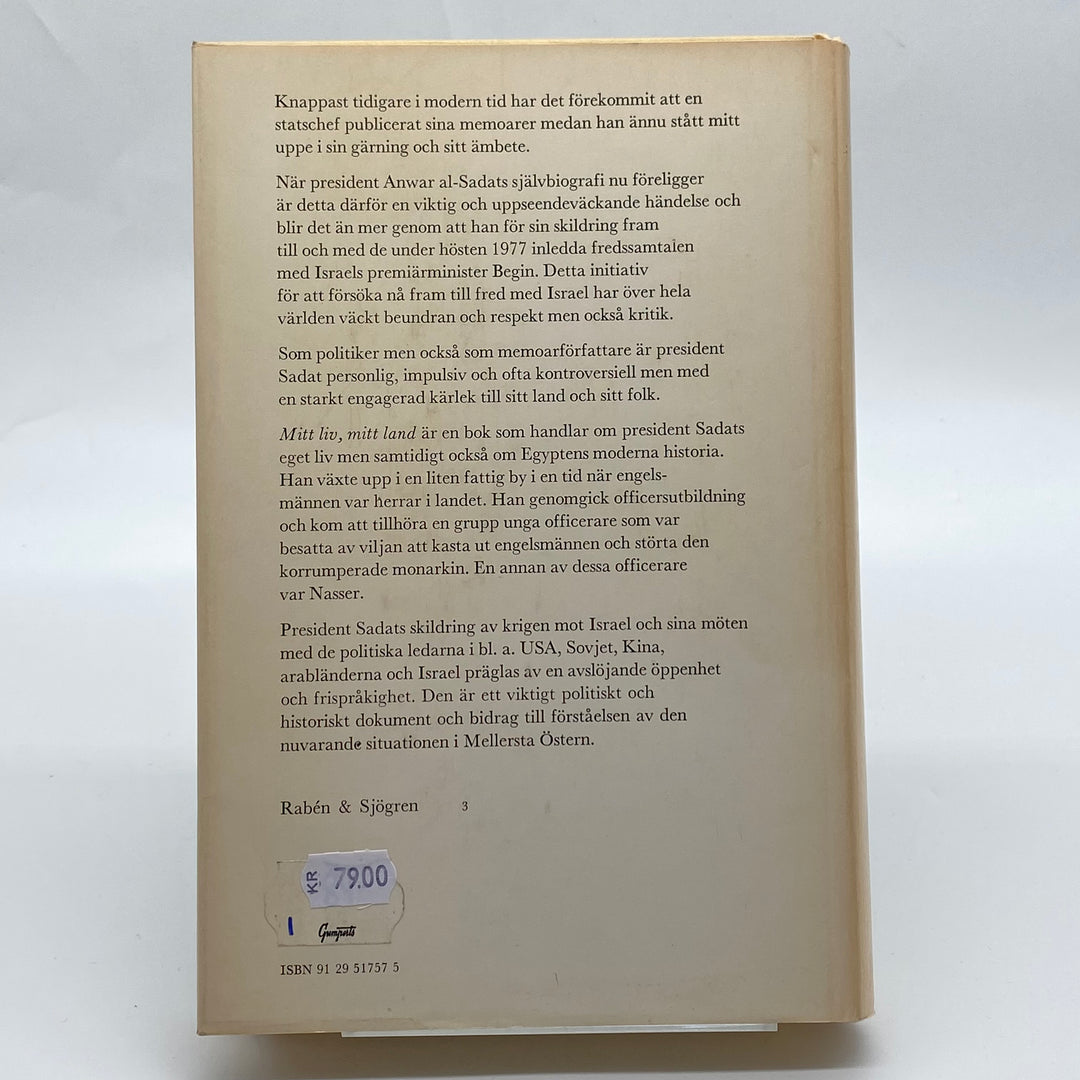 Knappast tidigare i modern tid har det förekommit att en
statschef publicerat sina memoarer medan han ännu stått mitt
uppe i sin gärning och sitt ämbete.
När president Anwar al-Sadats självbiografi nu föreligger
är detta därför en viktig och uppseendeväckande händelse och
blir det än mer genom att han för sin skildring fram
till och med de under hösten 1977 inledda fredssamtalen
med Israels premiärminister Begin. Detta initiativ
för att försöka nå fram till fred med Israel har över hela
världen väckt beundran och respekt men också kritik.
Som politiker men också som memoarförfattare är president
Sadat personlig, impulsiv och ofta kontroversiell men med
en starkt engagerad kärlek till sitt land och sitt folk.
Mitt liv, mitt land är en bok som handlar om president Sadats
eget liv men samtidigt också om Egyptens moderna historia.
Han växte upp i en liten fattig by i en tid när engels-
männen var herrar i landet. Han genomgick officersutbildning
och kom att tillhöra en grupp unga officerare som var
besatta av viljan att kasta ut engelsmännen och störta den
korrumperade monarkin. En annan av dessa officerare
var Nasser.
President Sadats skildring av krigen mot Israel och sina möten
med de politiska ledarna i bl. a. USA, Sovjet, Kina,
arabländerna och Israel präglas av en avslöjande öppenhet
och frispråkighet. Den är ett viktigt politiskt och
historiskt dokument och bidrag till förståelsen av den
nuvarande situationen i Mellersta Östern.
Rabén & Sjögren 3
KR 79.00
I
Gumperts
ISBN 91 29 51757 5